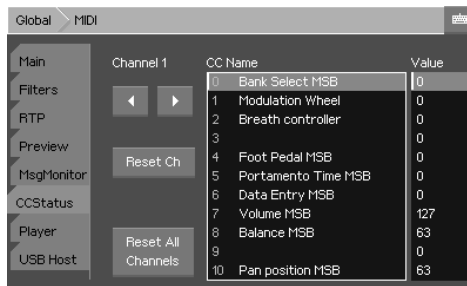 Global MIDI
Main
Filters
RTP
Preview
MsgMonitor
CCStatus
Player
USB Host
Channel 1
Reset Ch
Reset All
Channels
CC Name Value
0 Bank Select MSB 0
1 Modulation Wheel 0
2 Breath controller 0
3 0
4 Foot Pedal MSB 0
5 Portamento Time MSB 0
6 Data Entry MSB 0
7 Volume MSB 127
8 Balance MSB 63
9 0
10 Pan position MSB 63